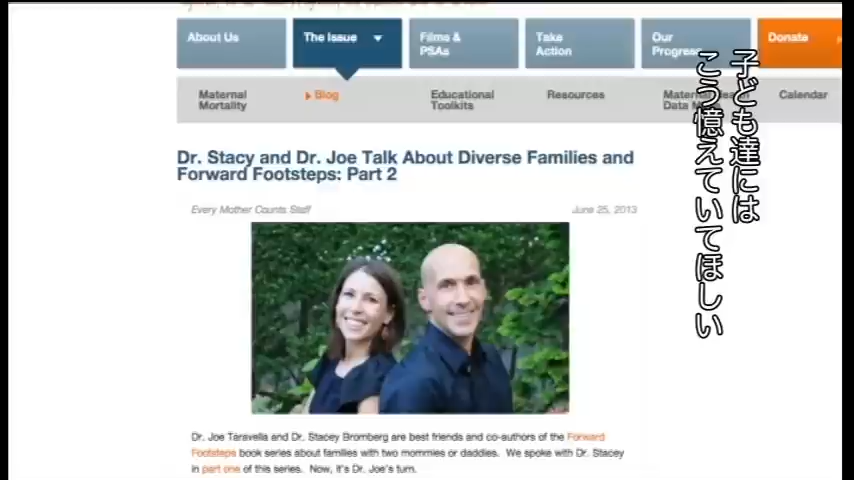 About Us
The Issue
Films &
PSAs
Take
Action
Our
Progress
Donate
Maternal
Mortality
Blog
Educational
Toolkits
Resources
Maternal Health
Data
Calendar
子ども達には
こう憶えていてほしい
Dr. Stacy and Dr. Joe Talk About Diverse Families and
Forward Footsteps: Part 2
Every Mother Counts Staff
June 25, 2013
Dr. Joe Taravella and Dr. Stacey Bromberg are best friends and co-authors of the Forward
Footsteps book series about families with two mommies or daddies. We spoke with Dr. Stacey
in part one of this series. Now, it's Dr. Joe's turn.